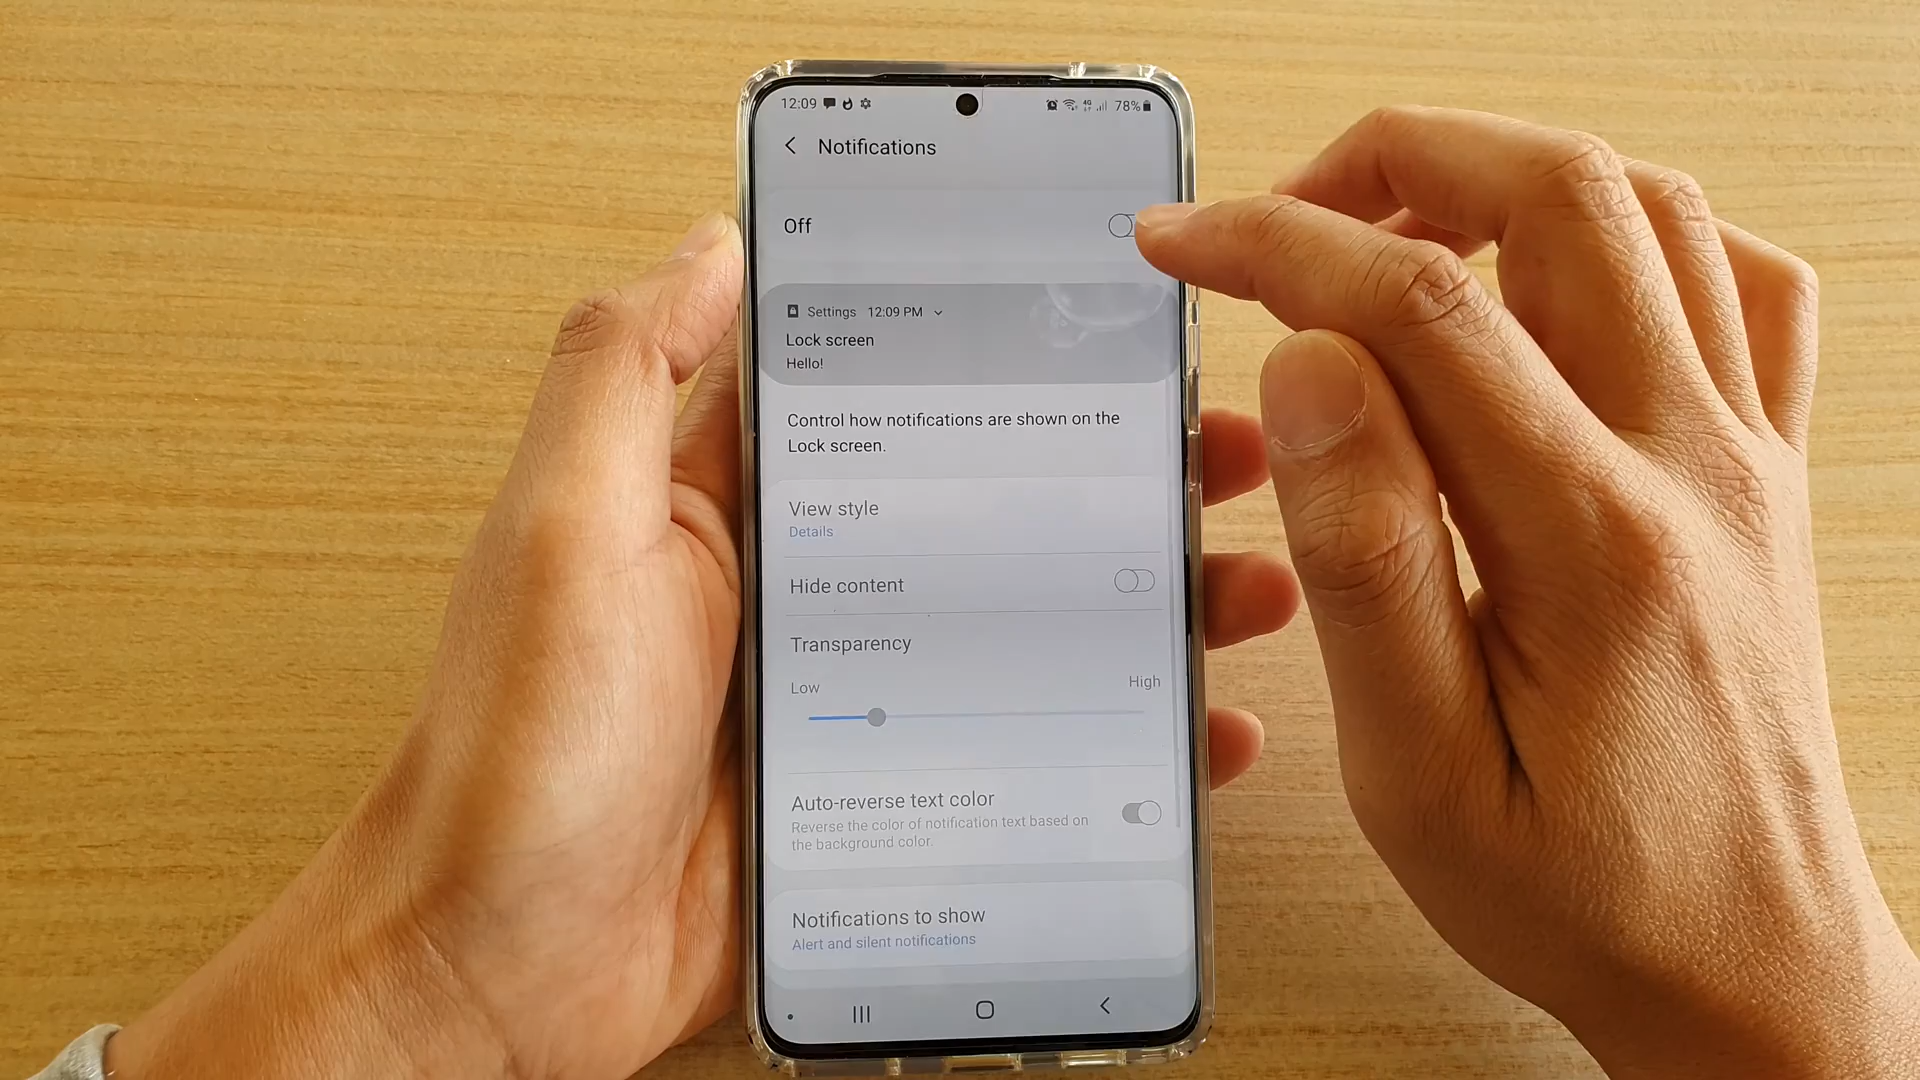 12:09 78%
Notifications
Off
Settings 12:09 PM
Lock screen
Hello!
Control how notifications are shown on the
Lock screen.
View style
Details
Hide content
Transparency
Low High
Auto-reverse text color
Reverse the color of notification text based on
the background color.
Notifications to show
Alert and silent notifications